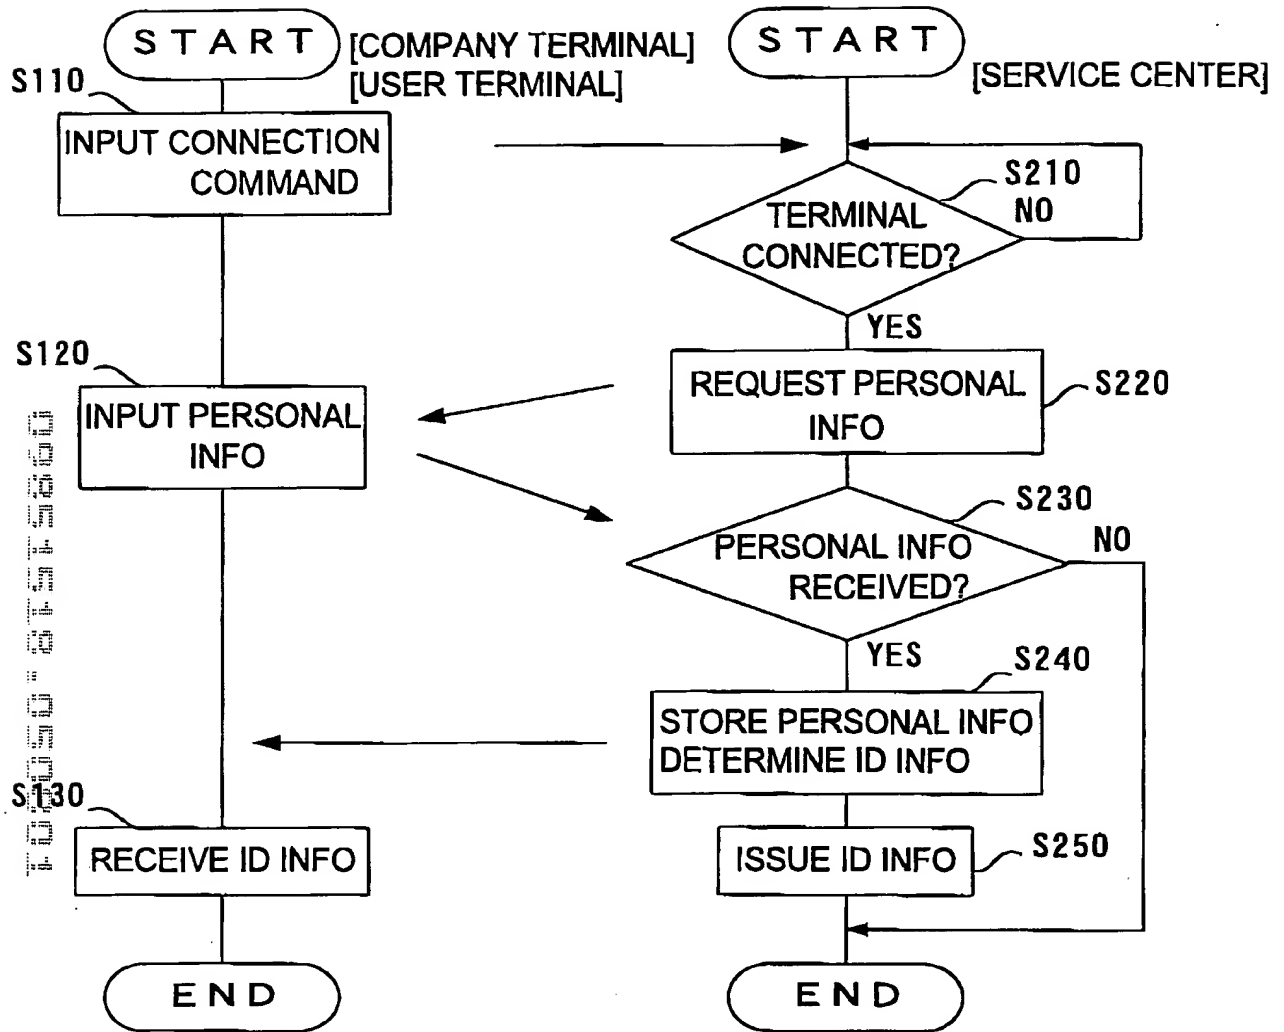 START
[COMPANY TERMINAL]
[USER TERMINAL]
S110
INPUT CONNECTION
COMMAND
S120
INPUT PERSONAL
INFO
S130
RECEIVE ID INFO
END
START
[SERVICE CENTER]
S210
TERMINAL
CONNECTED?
NO
YES
REQUEST PERSONAL
INFO
S220
S230
PERSONAL INFO
RECEIVED?
NO
YES
S240
STORE PERSONAL INFO
DETERMINE ID INFO
ISSUE ID INFO
S250
END